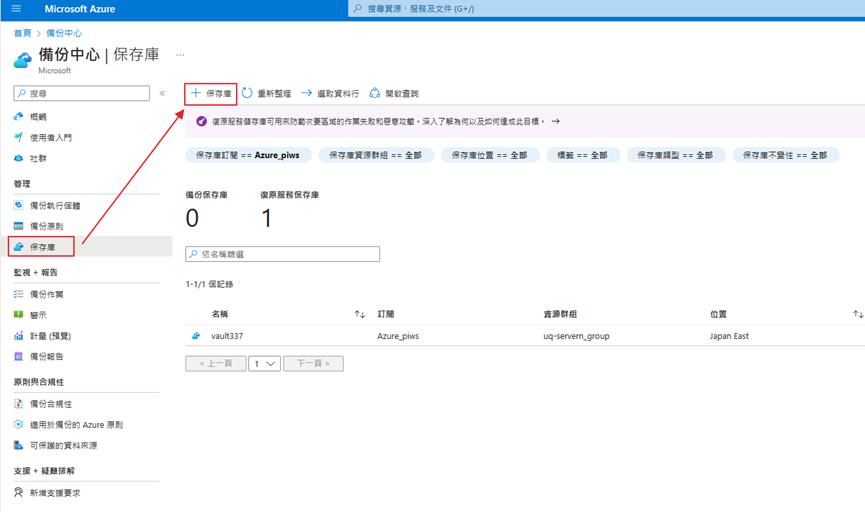 Microsoft Azure
搜尋資源、服務及文件 (G+/)
首頁 > 備份中心
備份中心 | 保存庫 ...
Microsoft
搜尋 «
概觀
使用者入門
社群
管理
備份執行個體
備份原則
保存庫
監視 + 報告
備份作業
警示
計量 (預覽)
備份報告
原則與合規性
備份合規性
適用於備份的 Azure 原則
可保護的資料來源
支援 + 疑難排解
新增支援要求
+ 保存庫 重新整理 選取資料行 開啟查詢
復原服務儲存庫可用來防範次要區域的作業失敗和惡意攻擊。深入了解為何以及如何達成此目標。 →
保存庫訂閱 == Azure_piws 保存庫資源群組 == 全部 保存庫位置 == 全部 標籤 == 全部 保存庫類型 == 全部 保存庫不變性 == 全部
備份保存庫 復原服務保存庫
0 1
依名稱篩選
1-1/1 個記錄
名稱 ↑↓ 訂閱 資源群組 位置 ↑↓
vault337 Azure_piws uq-servern_group Japan East
< 上一頁 1 下一頁 >